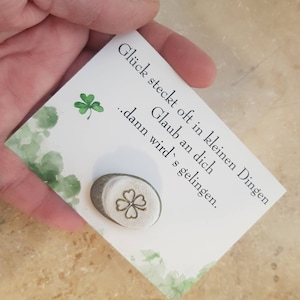 Glück steckt oft in kleinen Dingen
Glaub an dich
..dann wird`s gelingen.